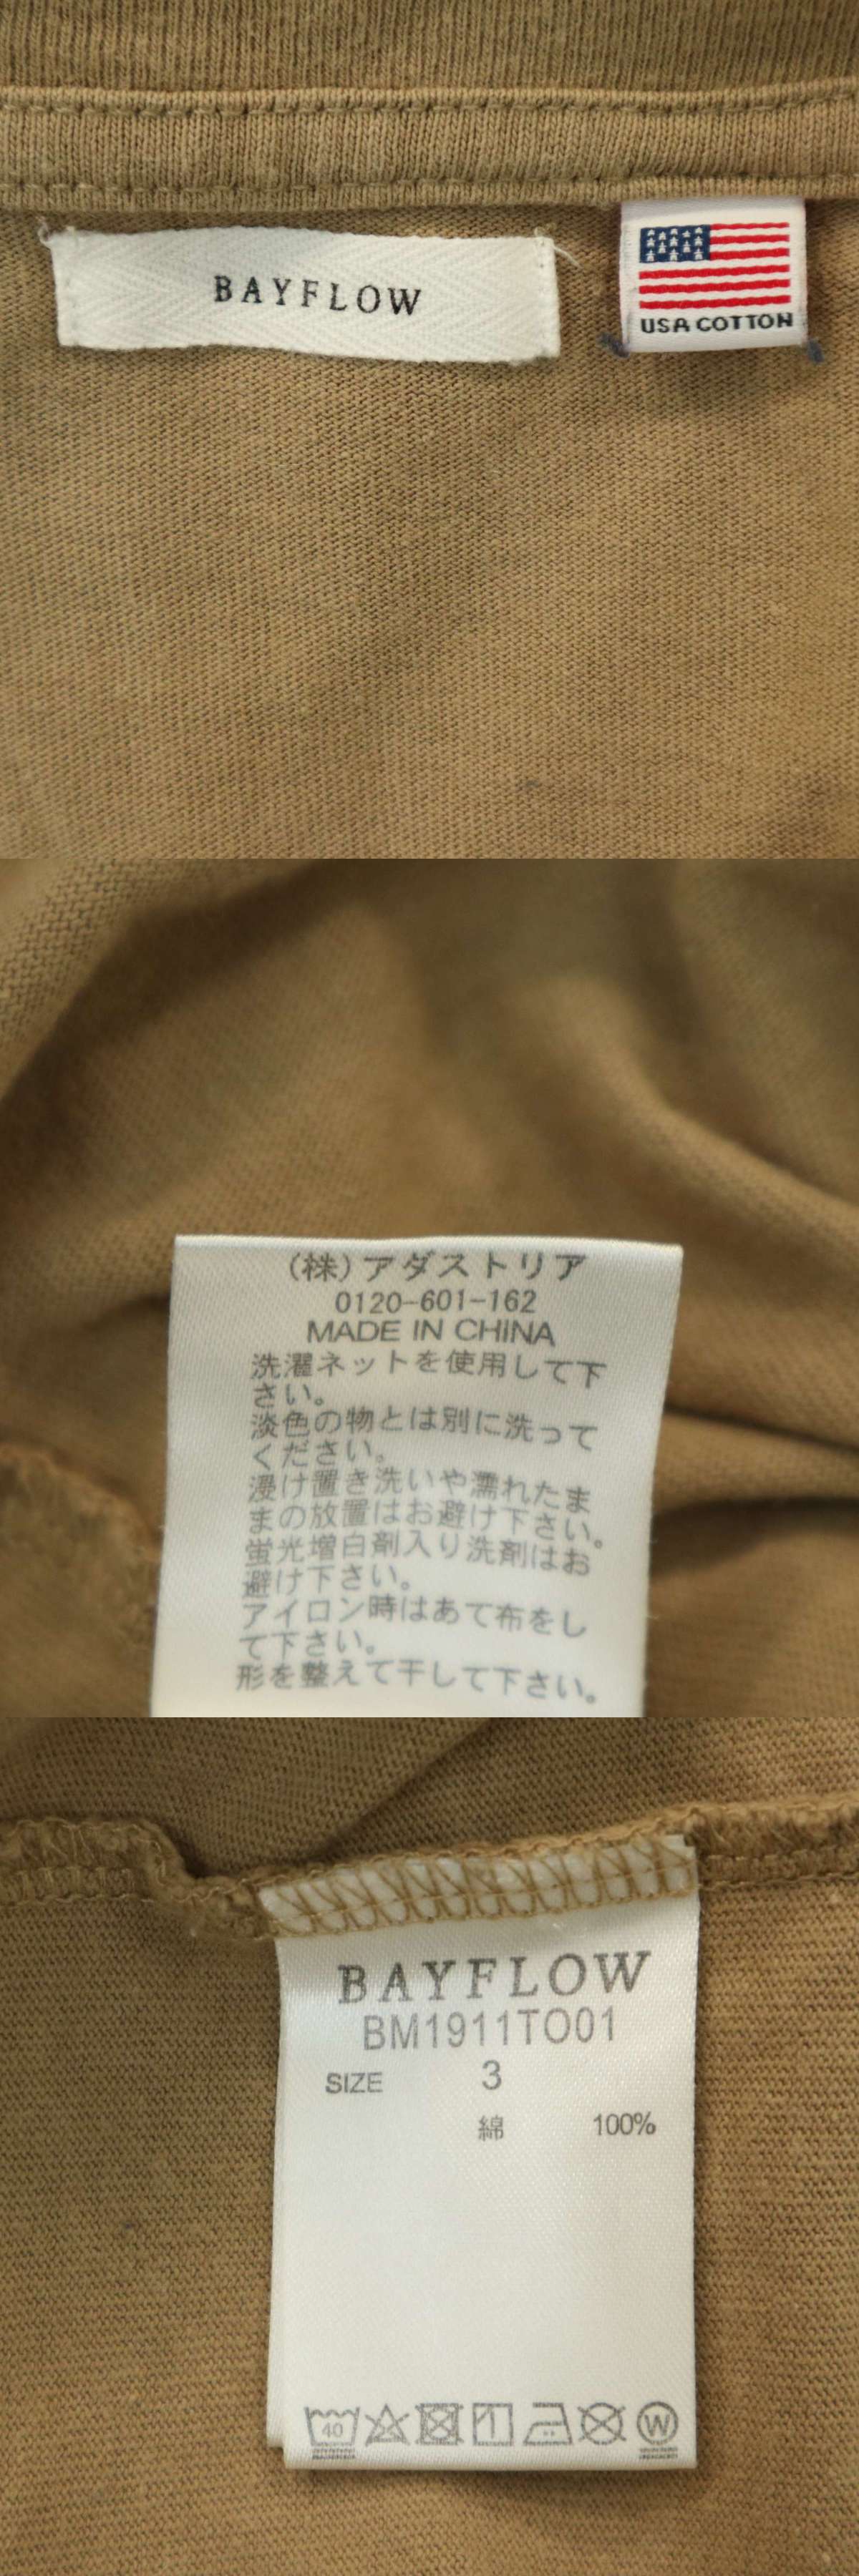 BAYFLOW
USA COTTON
(株)アダストリア
0120-601-162
MADE IN CHINA
洗濯ネットを使用して下
さい。
淡色の物とは別に洗って
ください。
浸け置き洗いや濡れたま
まの放置はお避け下さい。
蛍光増白剤入り洗剤はお
避け下さい。
アイロン時はあて布をし
て下さい。
形を整えて干して下さい。
BAYFLOW
BM1911TO01
SIZE 3
綿 100%
40 W